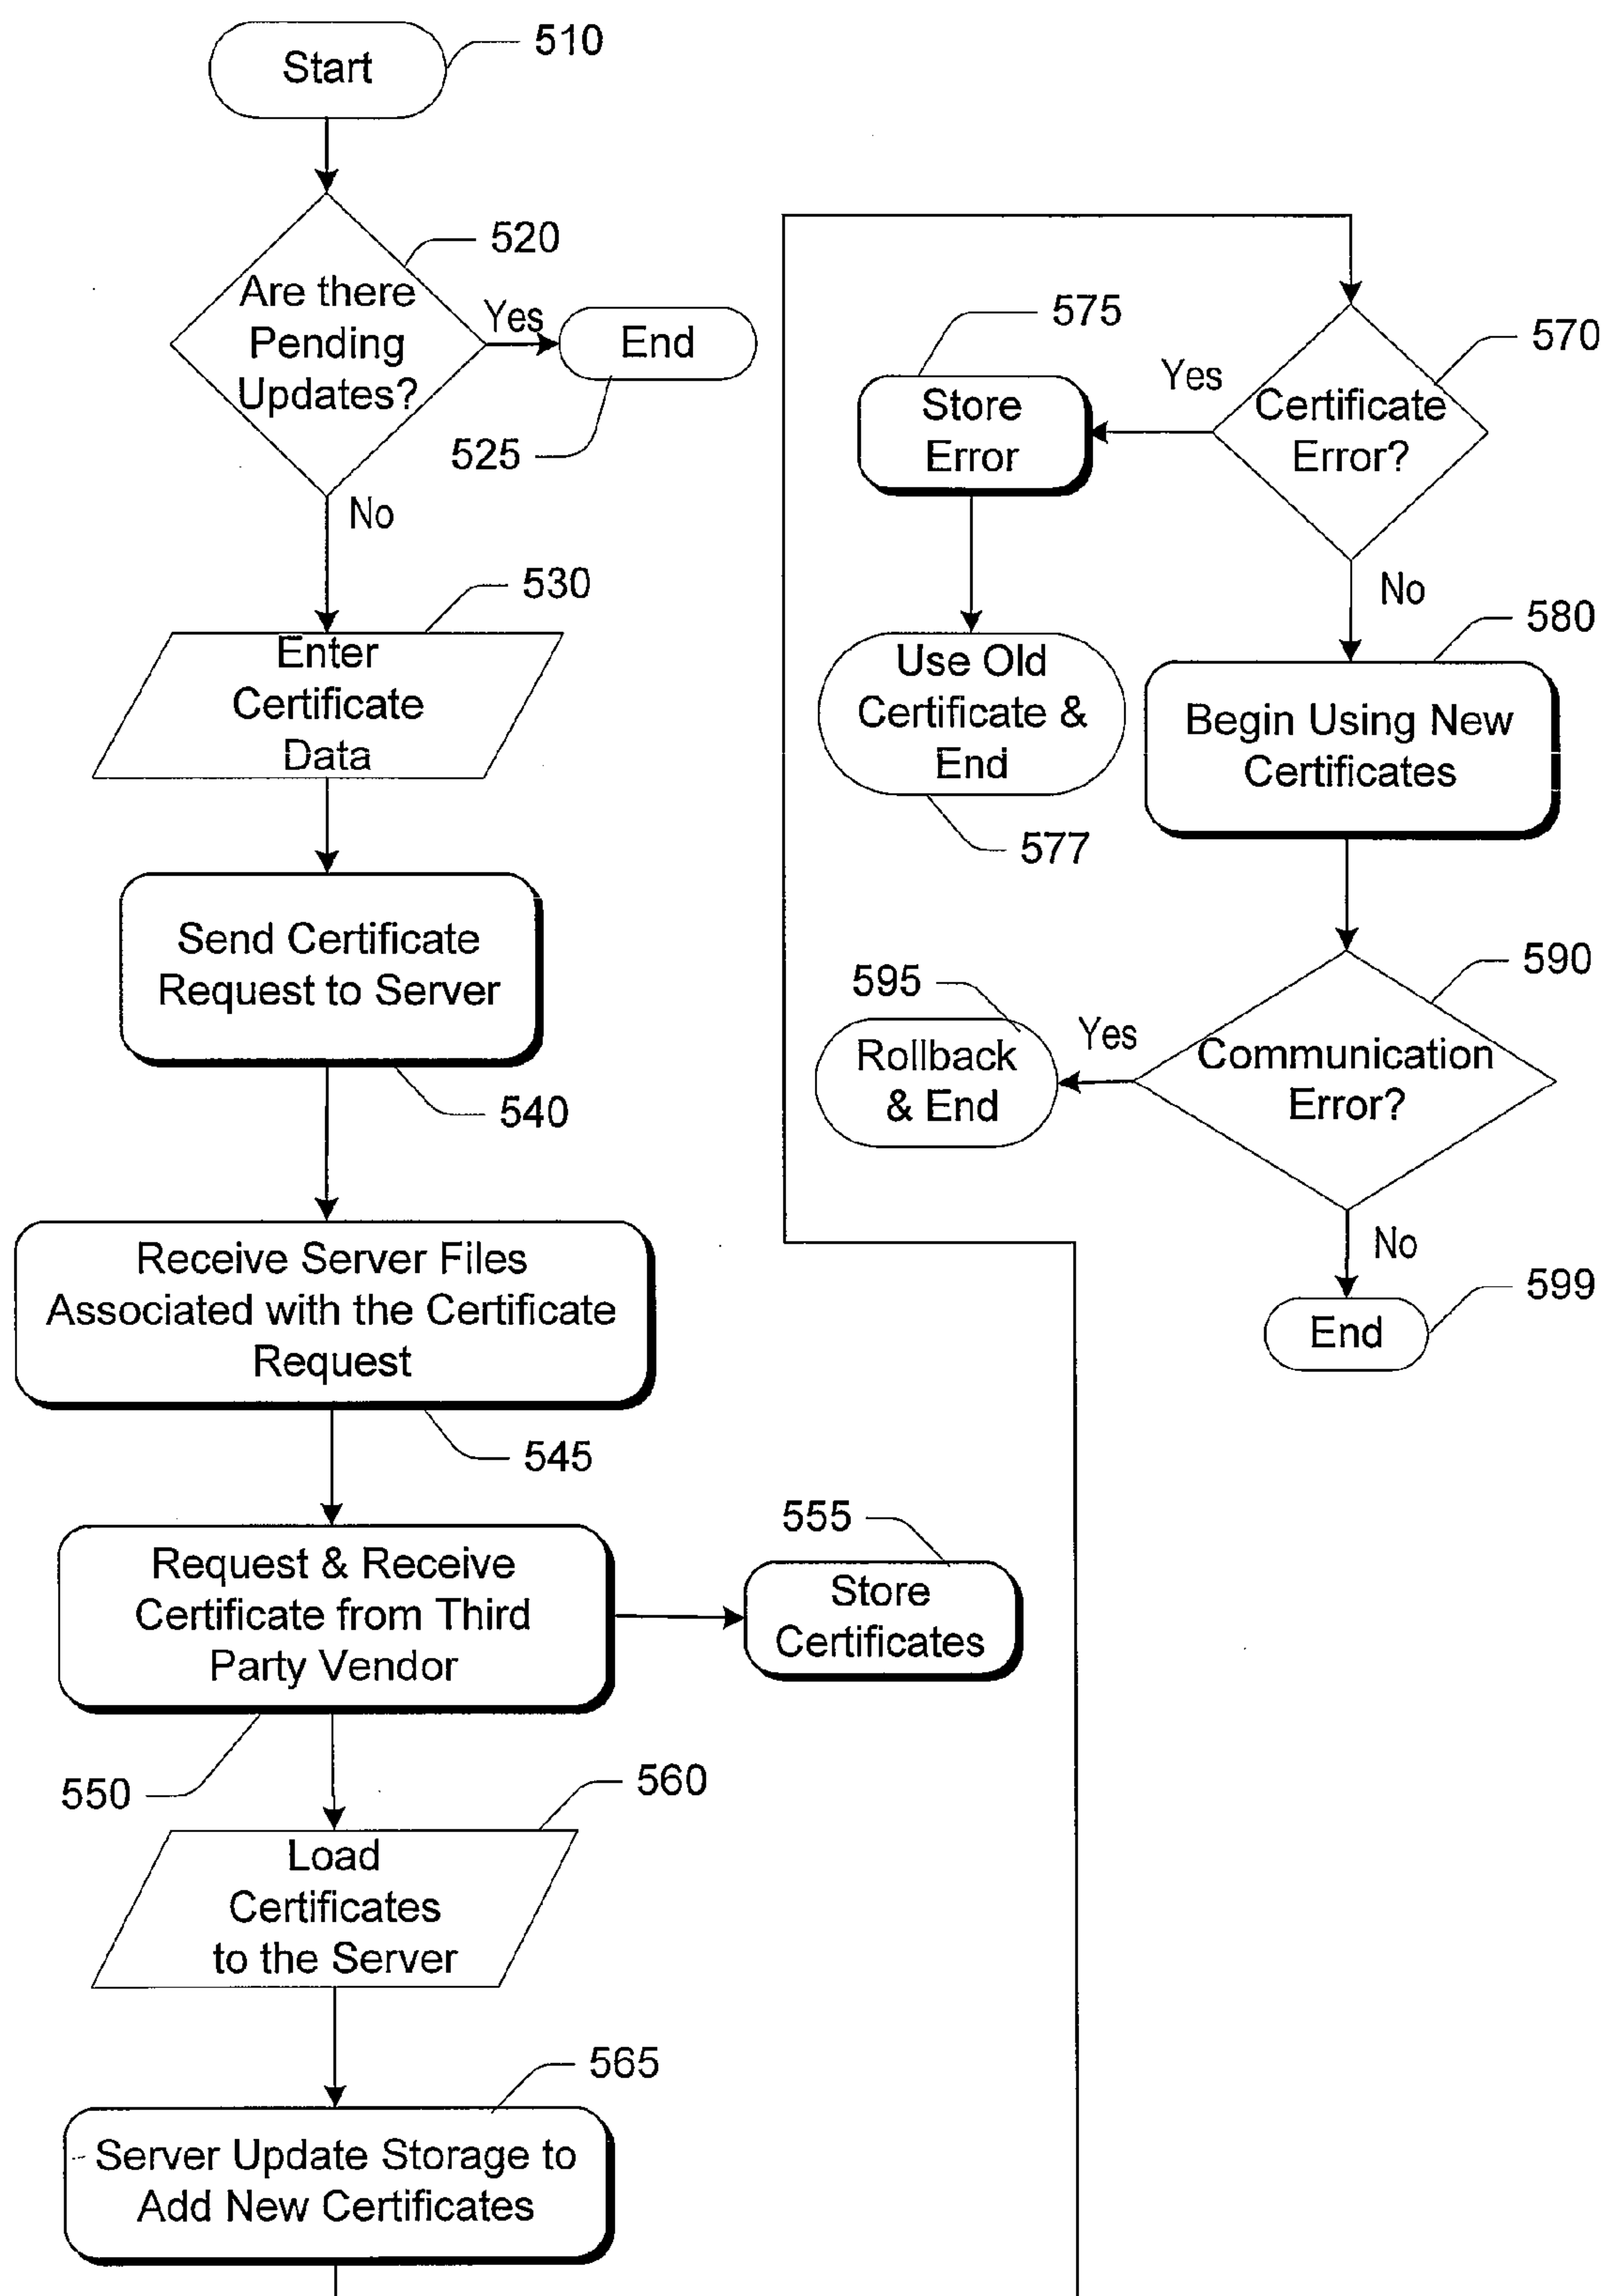 Start
510
Are there
Pending
Updates?
520
Yes
End
525
No
Enter
Certificate
Data
530
Send Certificate
Request to Server
540
Receive Server Files
Associated with the Certificate
Request
545
Request & Receive
Certificate from Third
Party Vendor
550
Store
Certificates
555
Load
Certificates
to the Server
560
Server Update Storage to
Add New Certificates
565
Certificate
Error?
570
Yes
Store
Error
575
Use Old
Certificate &
End
577
No
Begin Using New
Certificates
580
Communication
Error?
590
Yes
Rollback
& End
595
No
End
599